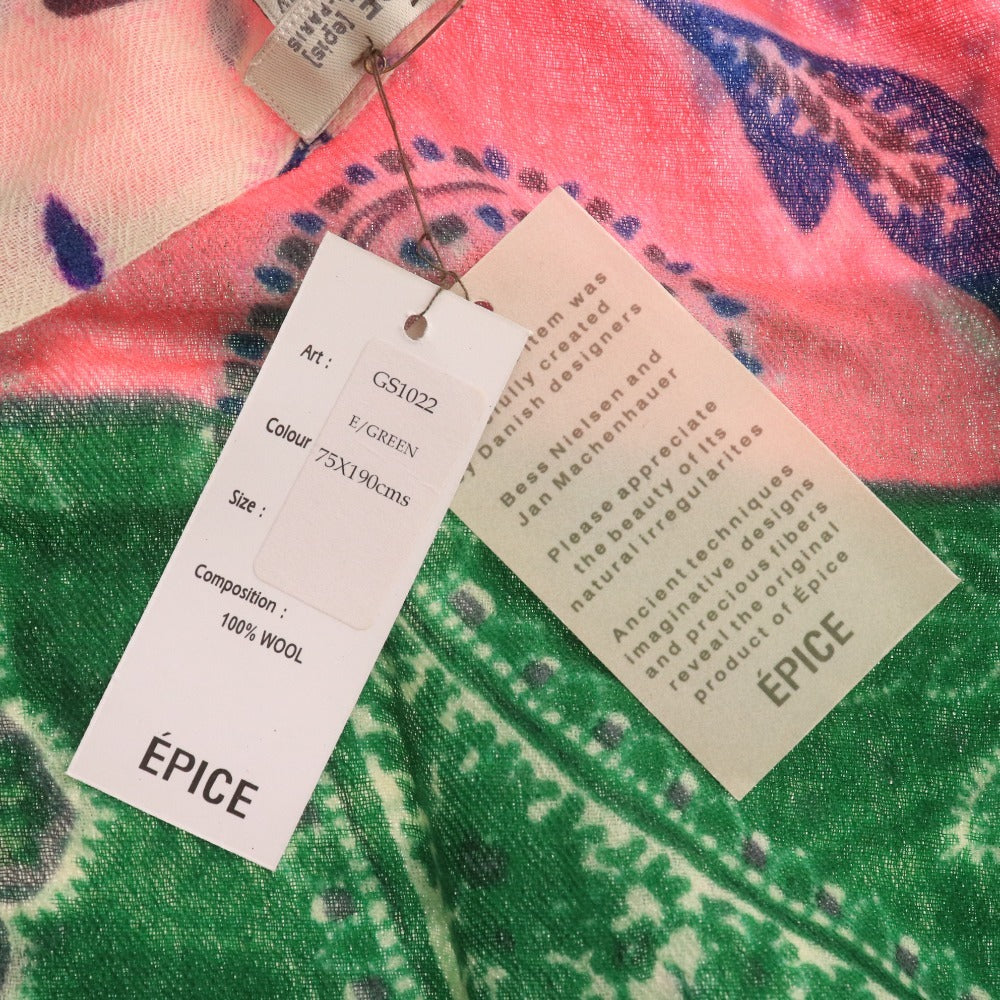 Art :
GS1022
Colour
E/GREEN
Size :
75X190cms
Composition :
100% WOOL
ÉPICE
item was
created
Danish designers
Bess Nielsen and
Jan Machenhauer
Please appreciate
the beauty of its
natural irregularites
Ancient techniques
imaginative designs
and precious fibers
reveal the original
product of Épice
ÉPICE